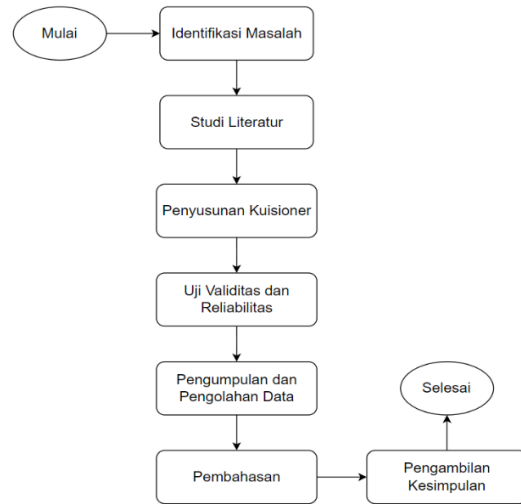 Mulai
Identifikasi Masalah
Studi Literatur
Penyusunan Kuisioner
Uji Validitas dan
Reliabilitas
Pengumpulan dan
Pengolahan Data
Pembahasan
Pengambilan
Kesimpulan
Selesai